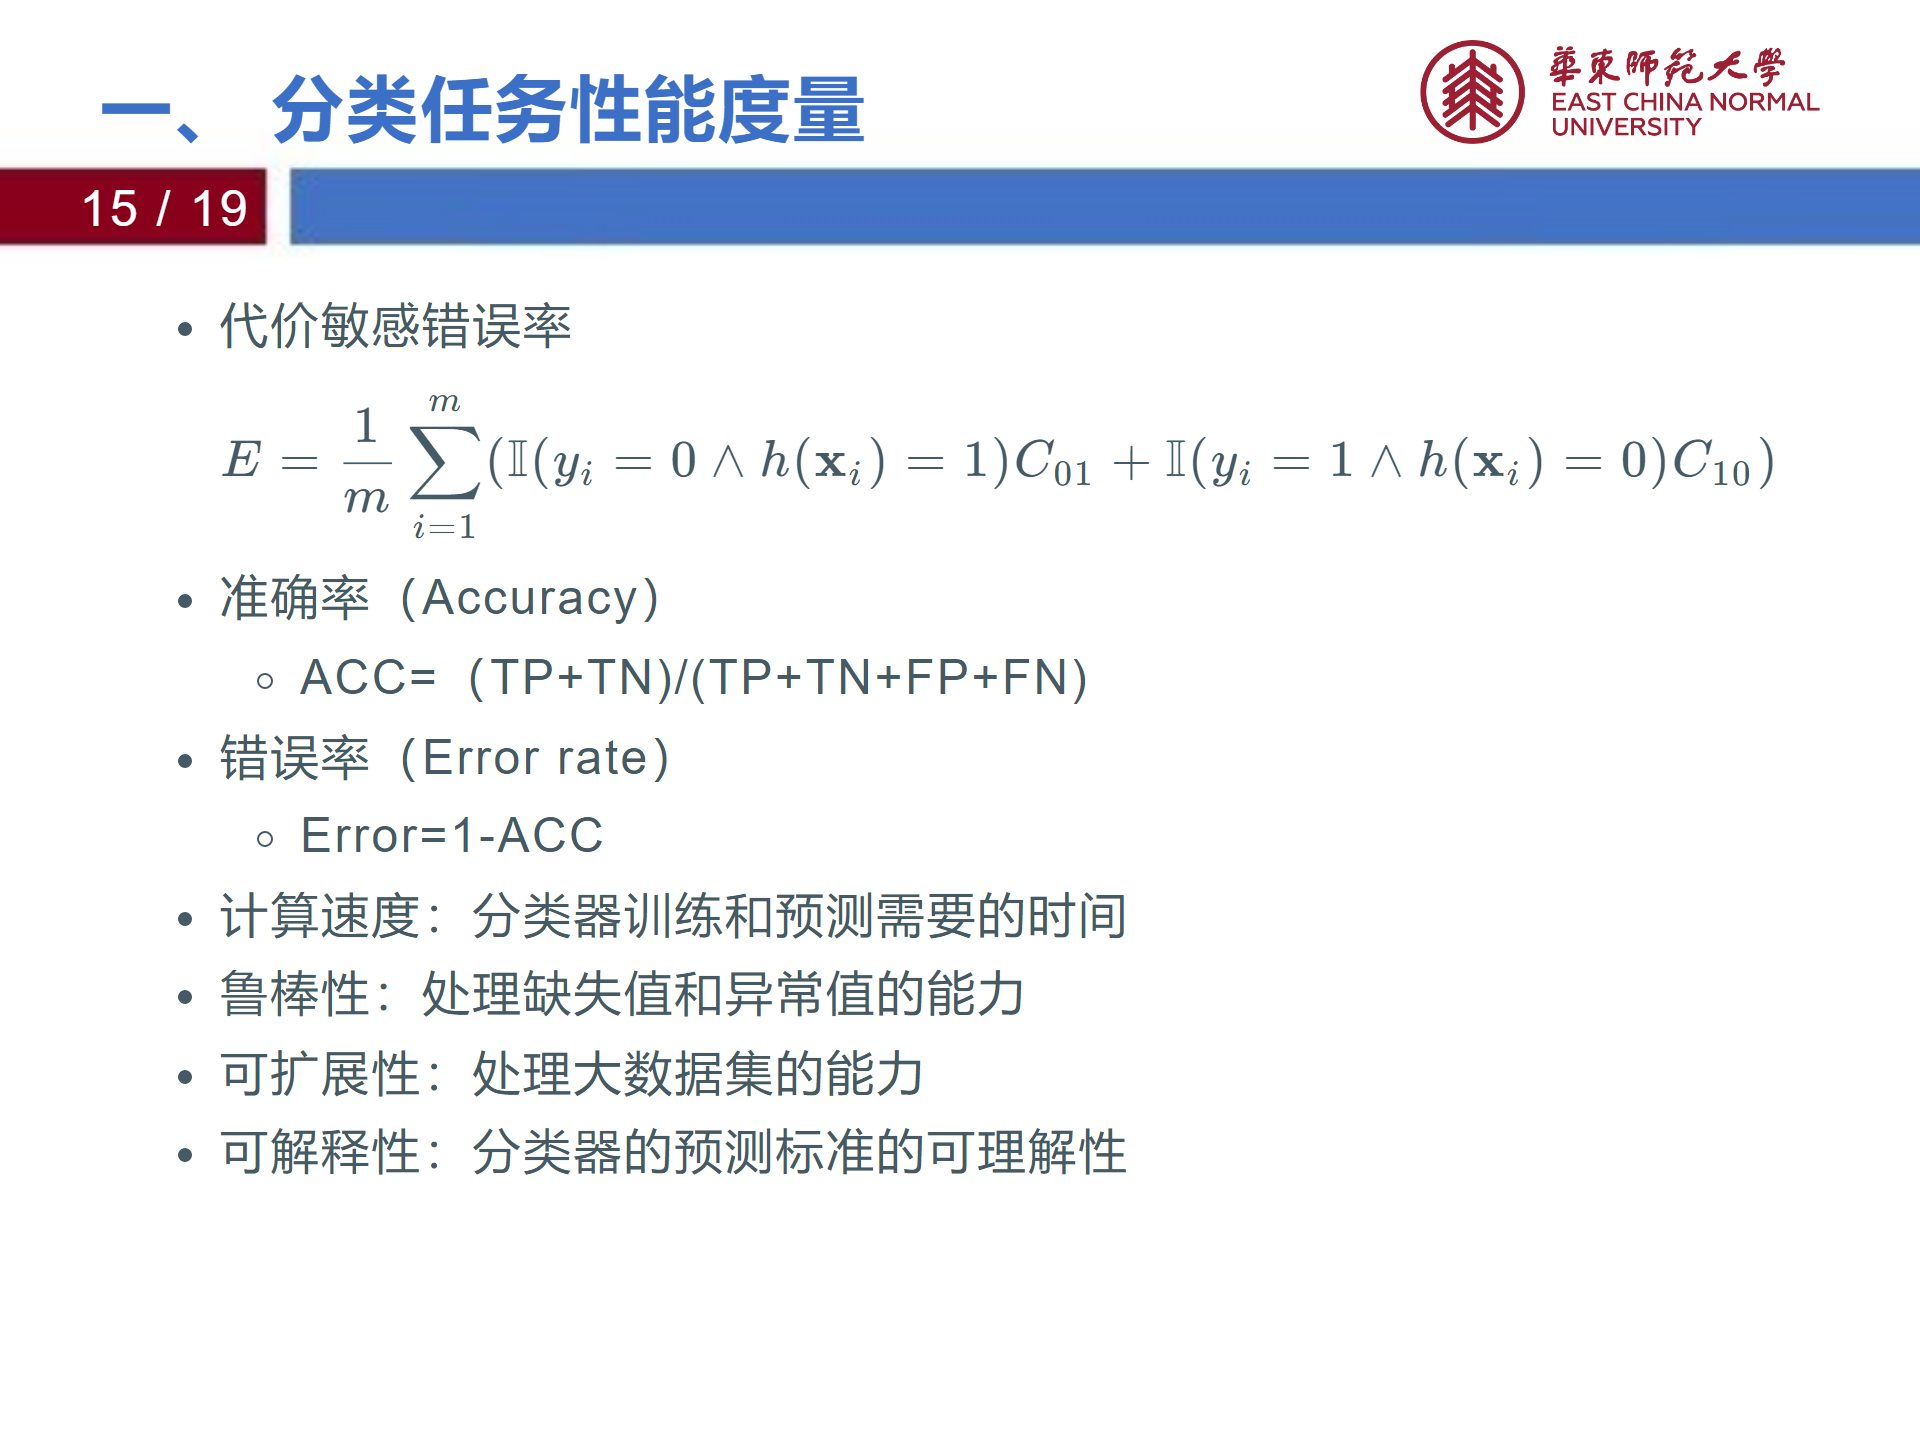 一、 分类任务性能度量
華東師範大學
EAST CHINA NORMAL
UNIVERSITY
15 / 19
• 代价敏感错误率
E = \frac{1}{m} \sum_{i=1}^{m} (𝕀(y_i = 0 ∧ h(𝐱_i) = 1)C_{01} + 𝕀(y_i = 1 ∧ h(𝐱_i) = 0)C_{10})
• 准确率（Accuracy）
◦ ACC=（TP+TN)/(TP+TN+FP+FN)
• 错误率（Error rate）
◦ Error=1-ACC
• 计算速度：分类器训练和预测需要的时间
• 鲁棒性：处理缺失值和异常值的能力
• 可扩展性：处理大数据集的能力
• 可解释性：分类器的预测标准的可理解性